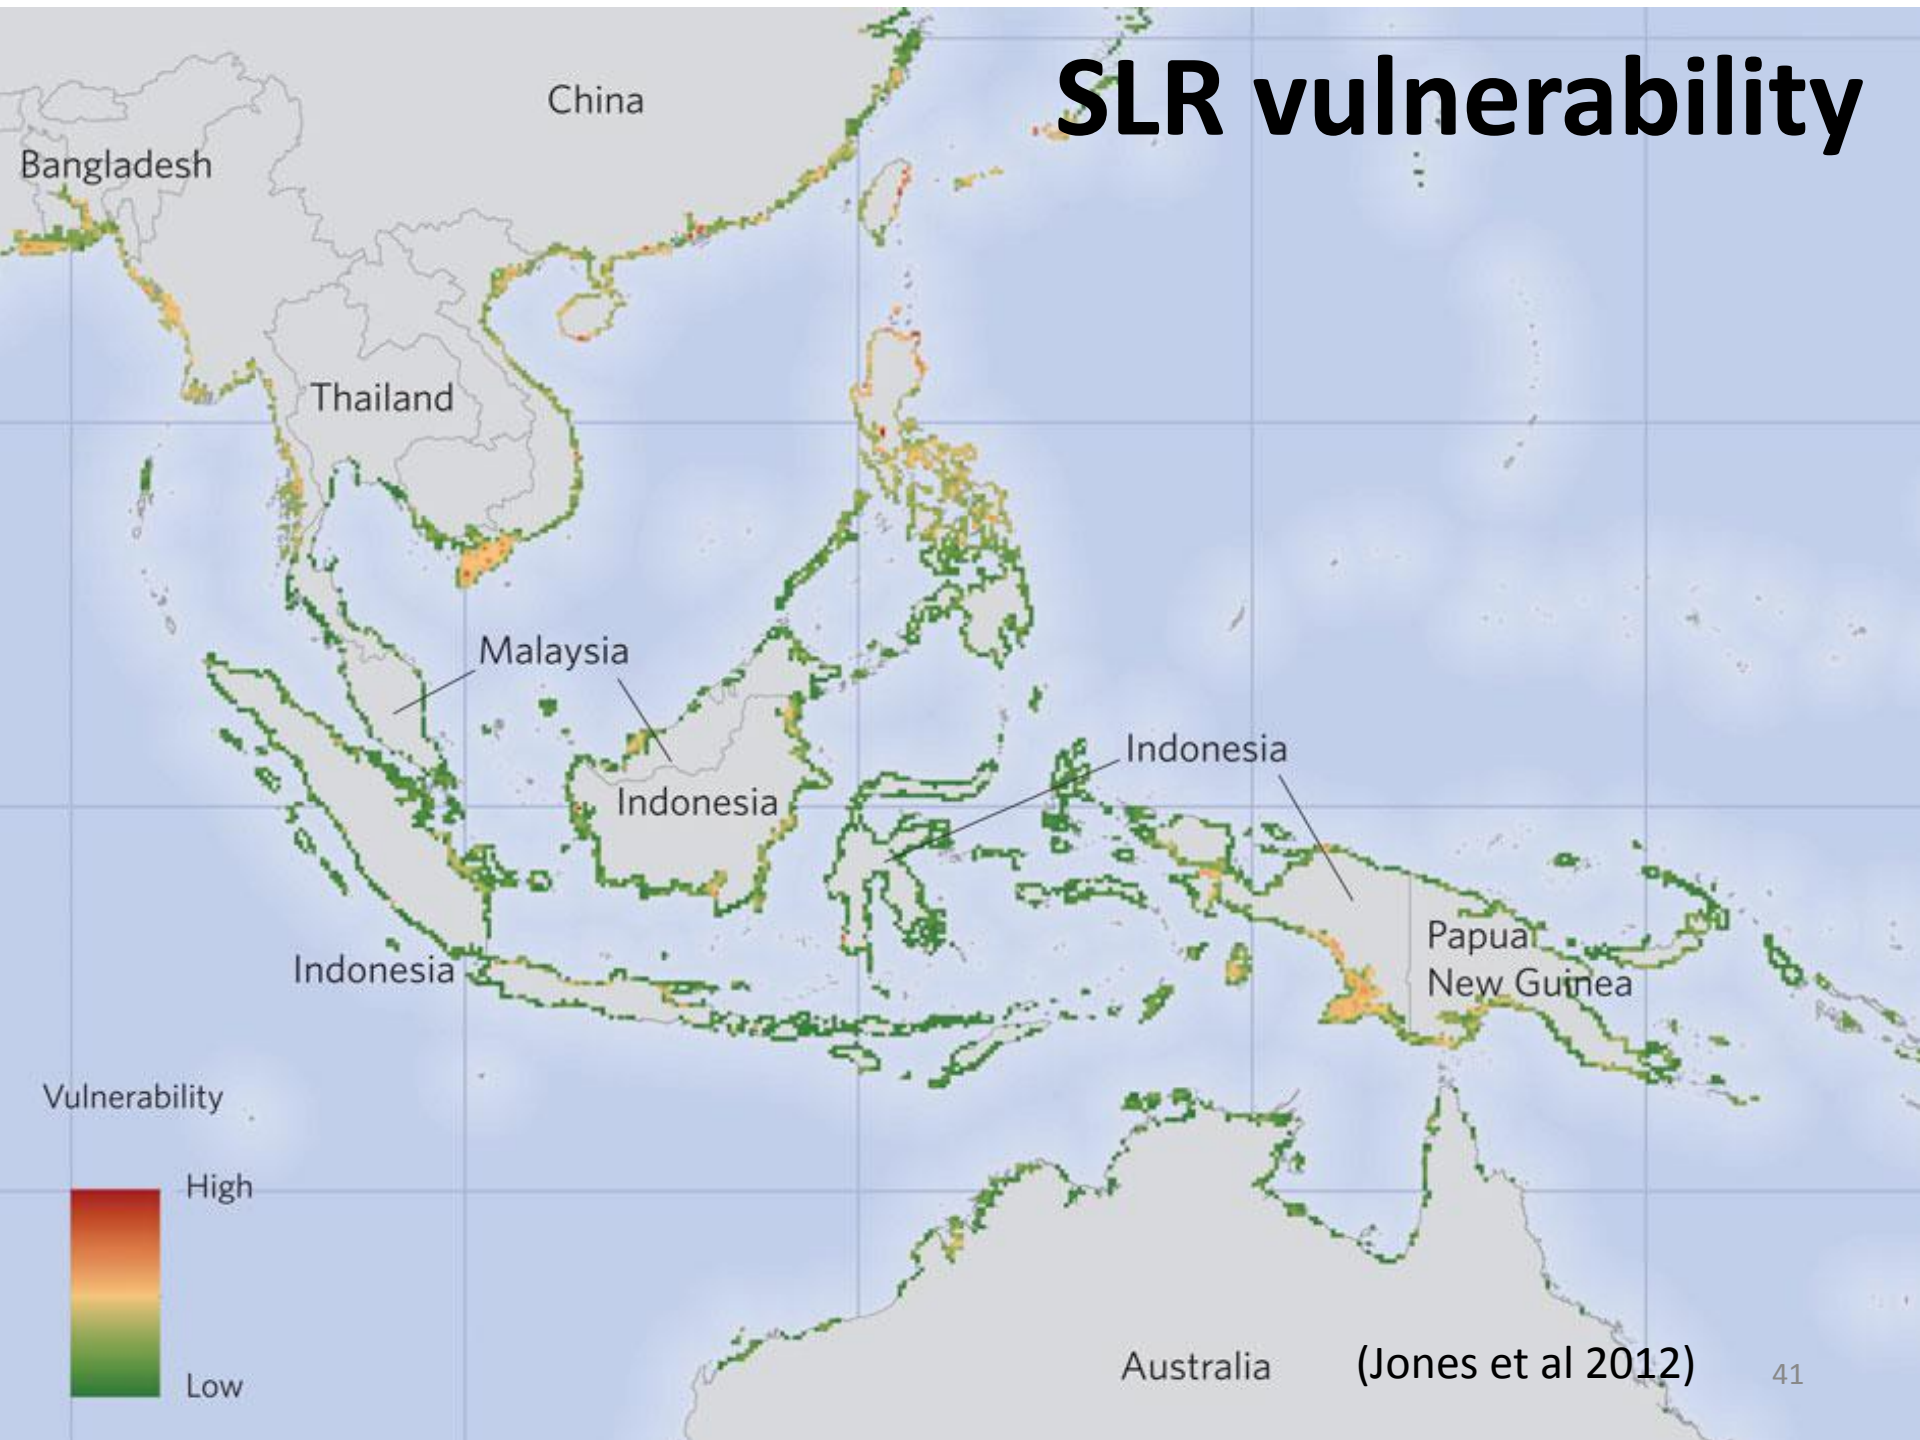 SLR vulnerability
China
Bangladesh
Thailand
Malaysia
Indonesia
Indonesia
Papua
New Guinea
Indonesia
Vulnerability
High
Low
Australia
(Jones et al 2012)
41